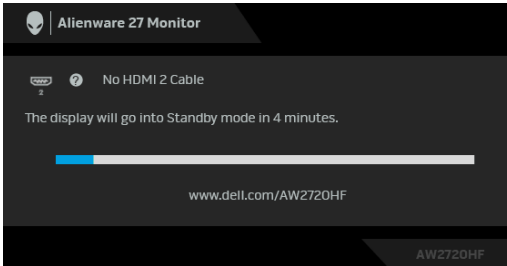 Alienware 27 Monitor
? No HDMI 2 Cable
2
The display will go into Standby mode in 4 minutes.
www.dell.com/AW2720HF
AW2720HF